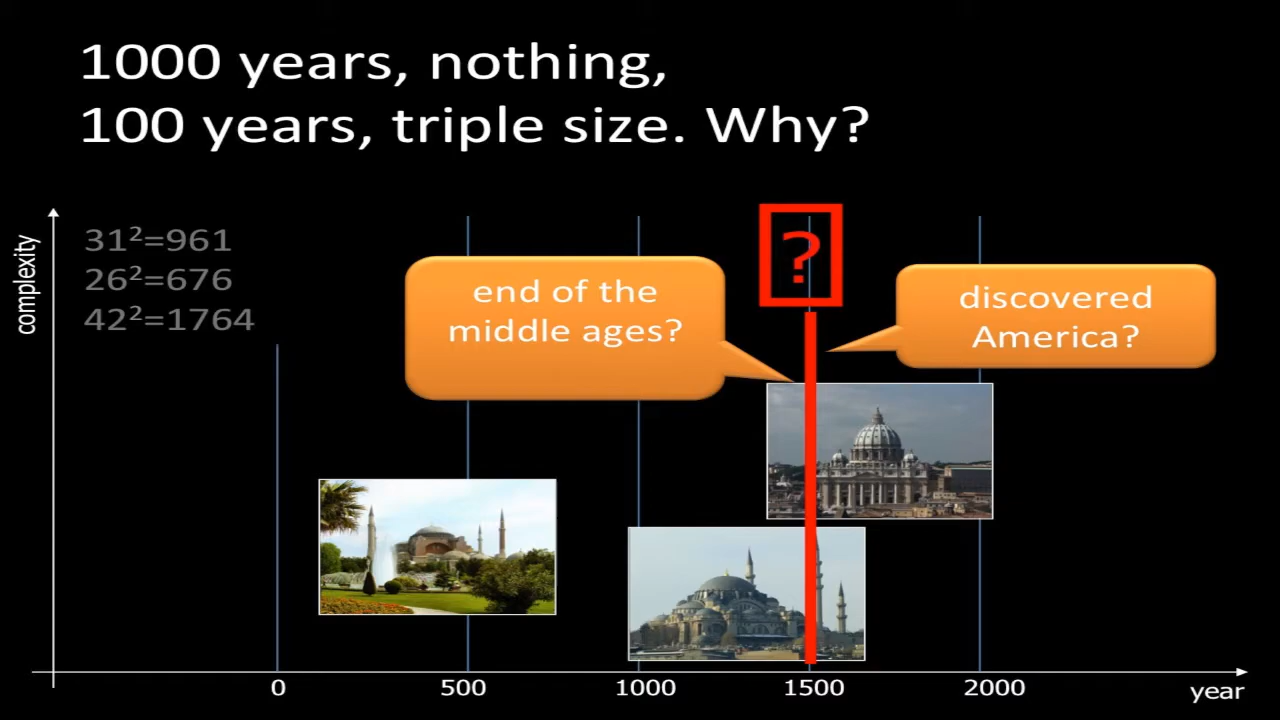 1000 years, nothing,
100 years, triple size. Why?
complexity
31²=961
26²=676
42²=1764
end of the
middle ages?
?
discovered
America?
0
500
1000
1500
2000
year